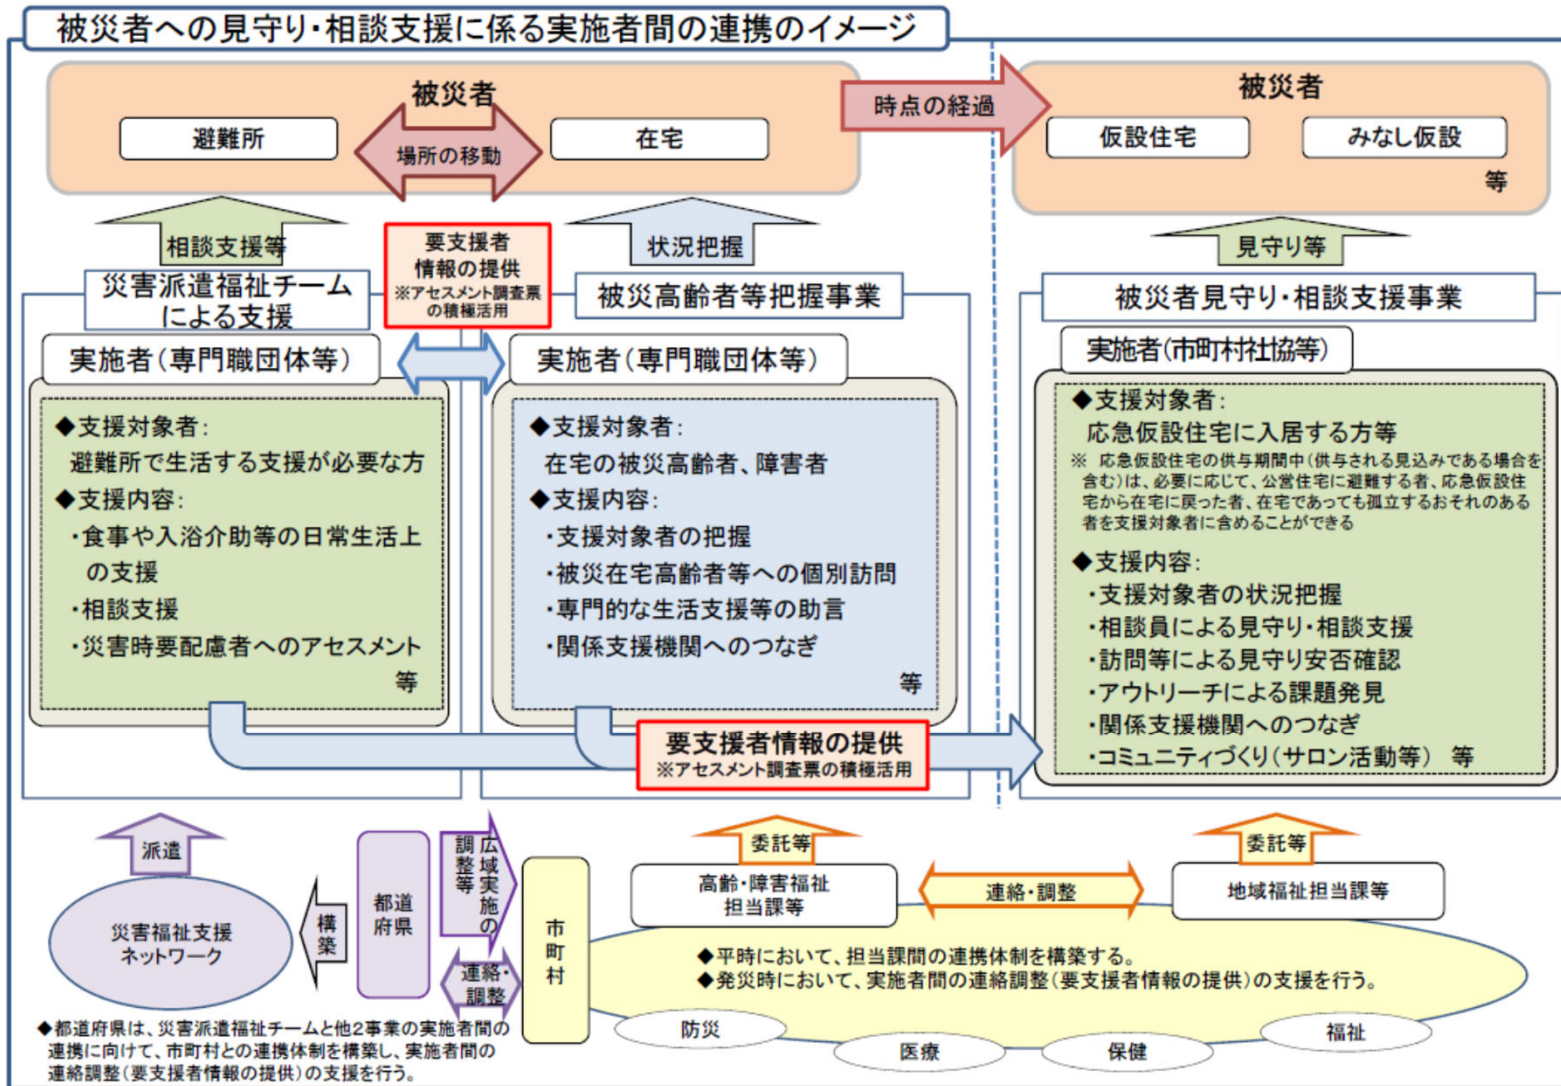 被災者への見守り・相談支援に係る実施者間の連携のイメージ
被災者
避難所
場所の移動
在宅
時点の経過
被災者
仮設住宅
みなし仮設
等
相談支援等
要支援者
情報の提供
※アセスメント調査票
の積極活用
状況把握
見守り等
災害派遣福祉チーム
による支援
被災高齢者等把握事業
被災者見守り・相談支援事業
実施者(専門職団体等)
◆支援対象者:
避難所で生活する支援が必要な方
◆支援内容:
・食事や入浴介助等の日常生活上
の支援
・相談支援
・災害時要配慮者へのアセスメント
等
実施者(専門職団体等)
◆支援対象者:
在宅の被災高齢者、障害者
◆支援内容:
・支援対象者の把握
・被災在宅高齢者等への個別訪問
・専門的な生活支援等の助言
・関係支援機関へのつなぎ
等
実施者(市町村社協等)
◆支援対象者:
応急仮設住宅に入居する方等
※ 応急仮設住宅の供与期間中(供与される見込みである場合を
含む)は、必要に応じて、公営住宅に避難する者、応急仮設住
宅から在宅に戻った者、在宅であっても孤立するおそれのある
者を支援対象者に含めることができる
◆支援内容:
・支援対象者の状況把握
・相談員による見守り・相談支援
・訪問等による見守り安否確認
・アウトリーチによる課題発見
・関係支援機関へのつなぎ
・コミュニティづくり(サロン活動等) 等
要支援者情報の提供
※アセスメント調査票の積極活用
派遣
災害福祉支援
ネットワーク
構築
都道
府県
広域実施の
調整等
連絡・
調整
市町村
委託等
高齢・障害福祉
担当課等
連絡・調整
委託等
地域福祉担当課等
◆平時において、担当課間の連携体制を構築する。
◆発災時において、実施者間の連絡調整(要支援者情報の提供)の支援を行う。
防災
医療
保健
福祉
◆都道府県は、災害派遣福祉チームと他2事業の実施者間の
連携に向けて、市町村との連携体制を構築し、実施者間の
連絡調整(要支援者情報の提供)の支援を行う。